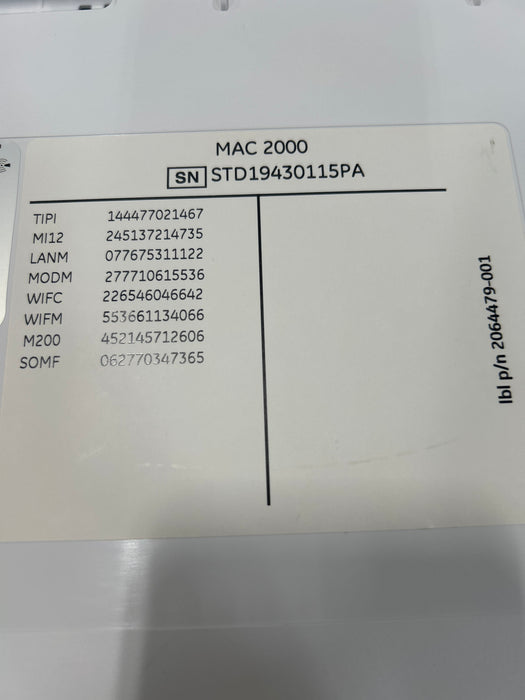 MAC 2000
SN STD19430115PA
TIPI 144477021467
MI12 245137214735
LANM 077675311122
MODM 277710615536
WIFC 226546046642
WIFM 553661134066
M200 452145712606
SOMF 062770347365
lbl p/n 2064479-001